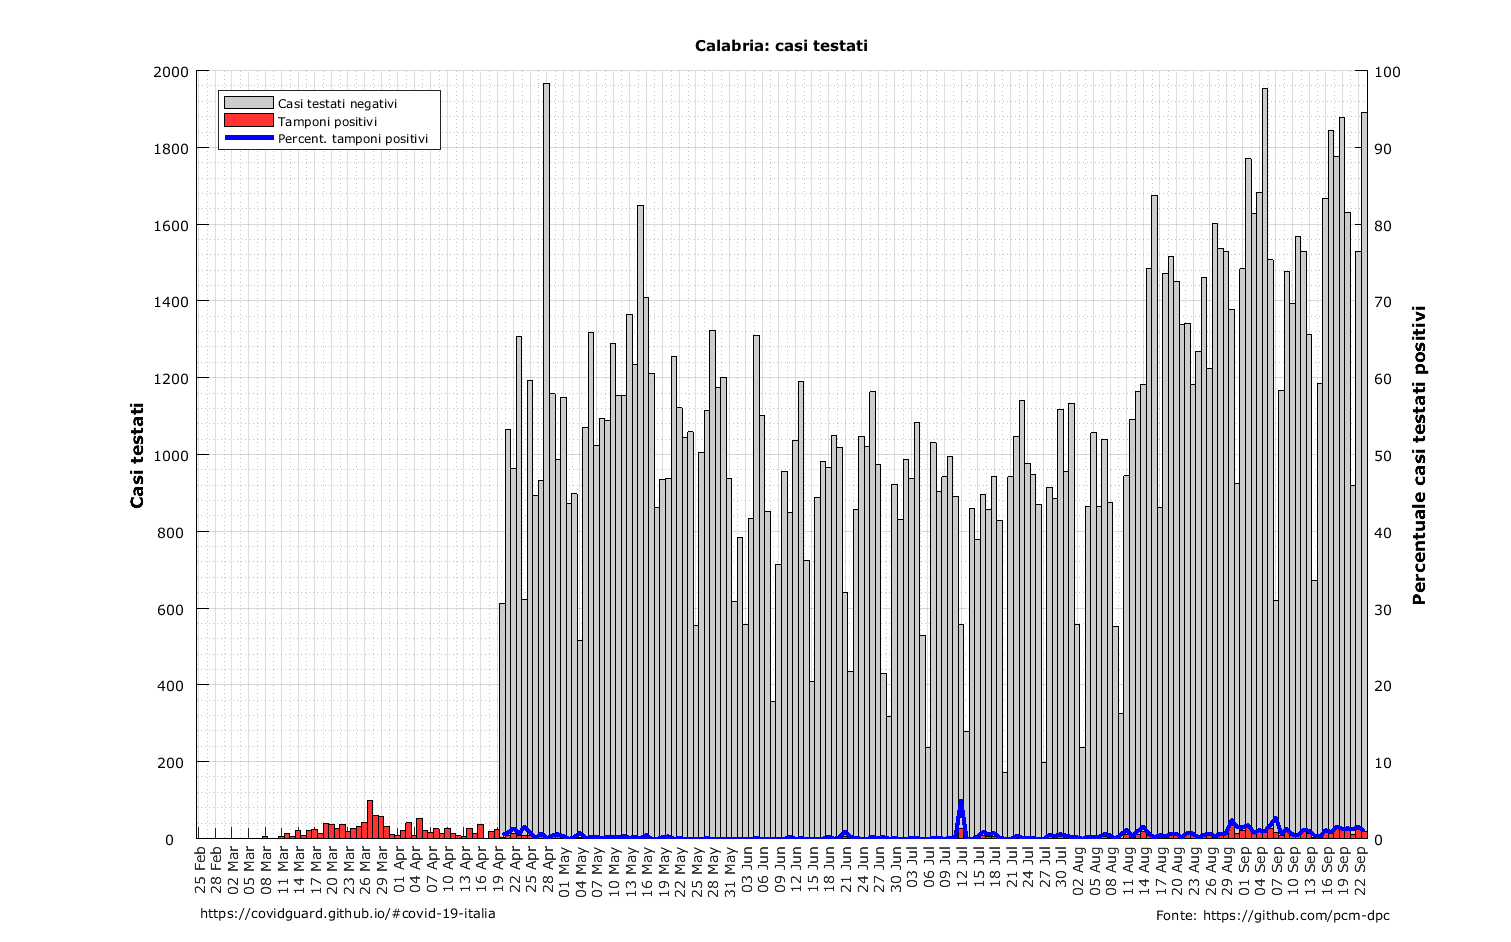 Calabria: casi testati
Casi testati negativi
Tamponi positivi
Percent. tamponi positivi
Casi testati
2000
1800
1600
1400
1200
1000
800
600
400
200
0
100
90
80
70
60
50
40
30
20
10
0
Percentuale casi testati positivi
25 Feb
28 Feb
02 Mar
05 Mar
08 Mar
11 Mar
14 Mar
17 Mar
20 Mar
23 Mar
26 Mar
29 Mar
01 Apr
04 Apr
07 Apr
10 Apr
13 Apr
16 Apr
19 Apr
22 Apr
25 Apr
28 Apr
01 May
04 May
07 May
10 May
13 May
16 May
19 May
22 May
25 May
28 May
31 May
03 Jun
06 Jun
09 Jun
12 Jun
15 Jun
18 Jun
21 Jun
24 Jun
27 Jun
30 Jun
03 Jul
06 Jul
09 Jul
12 Jul
15 Jul
18 Jul
21 Jul
24 Jul
27 Jul
30 Jul
02 Aug
05 Aug
08 Aug
11 Aug
14 Aug
17 Aug
20 Aug
23 Aug
26 Aug
29 Aug
01 Sep
04 Sep
07 Sep
10 Sep
13 Sep
16 Sep
19 Sep
22 Sep
https://covidguard.github.io/#covid-19-italia
Fonte: https://github.com/pcm-dpc